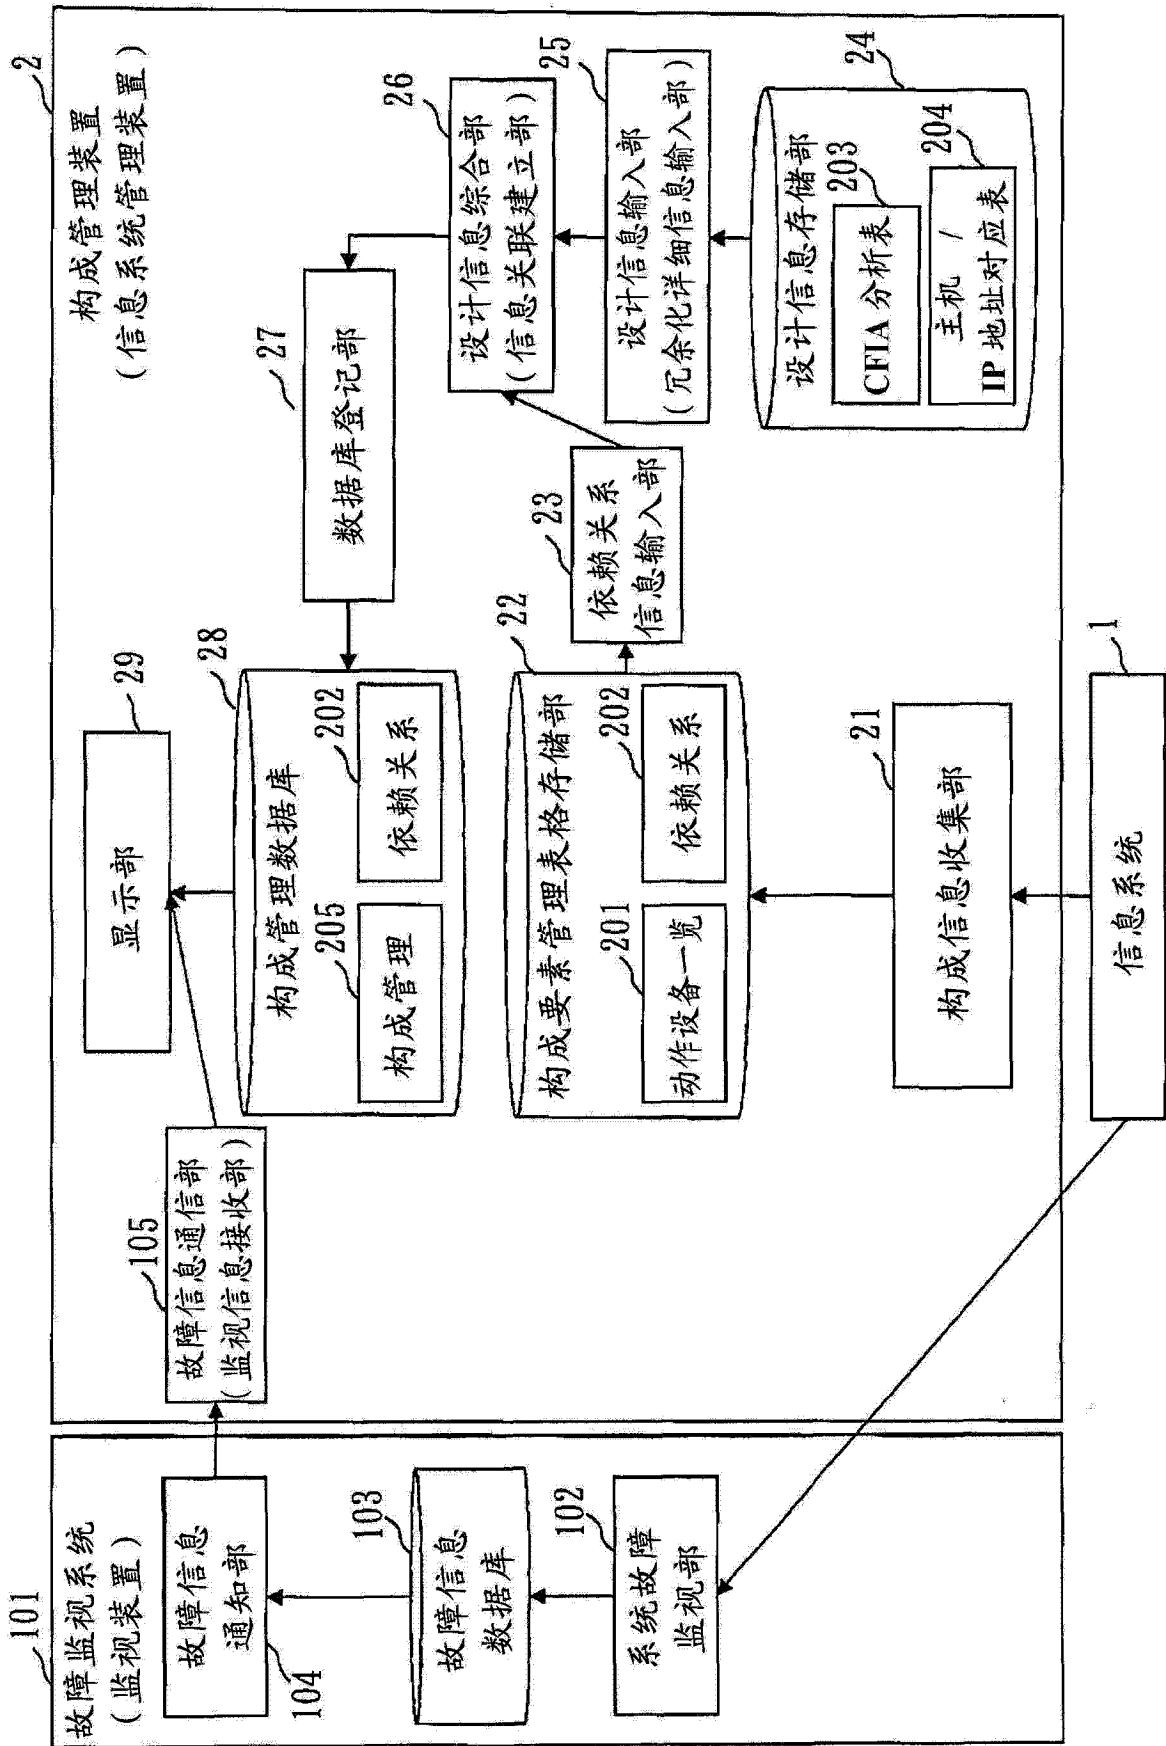 101
故障监视系统
（监视装置）
故障信息
通知部
104
103
故障信息
数据库
102
系统故障
监视部
2
构成管理装置
（信息系统管理装置）
105
故障信息通信部
（监视信息接收部）
29
显示部
28
构成管理数据库
205
构成管理
202
依赖关系
27
数据库登记部
26
设计信息综合部
（信息关联建立部）
25
设计信息输入部
（冗余化详细信息输入部）
24
设计信息存储部
203
CFIA 分析表
204
主机 /
IP 地址对应表
23
依赖关系
信息输入部
22
构成要素管理表格存储部
201
动作设备一览
202
依赖关系
21
构成信息收集部
1
信息系统